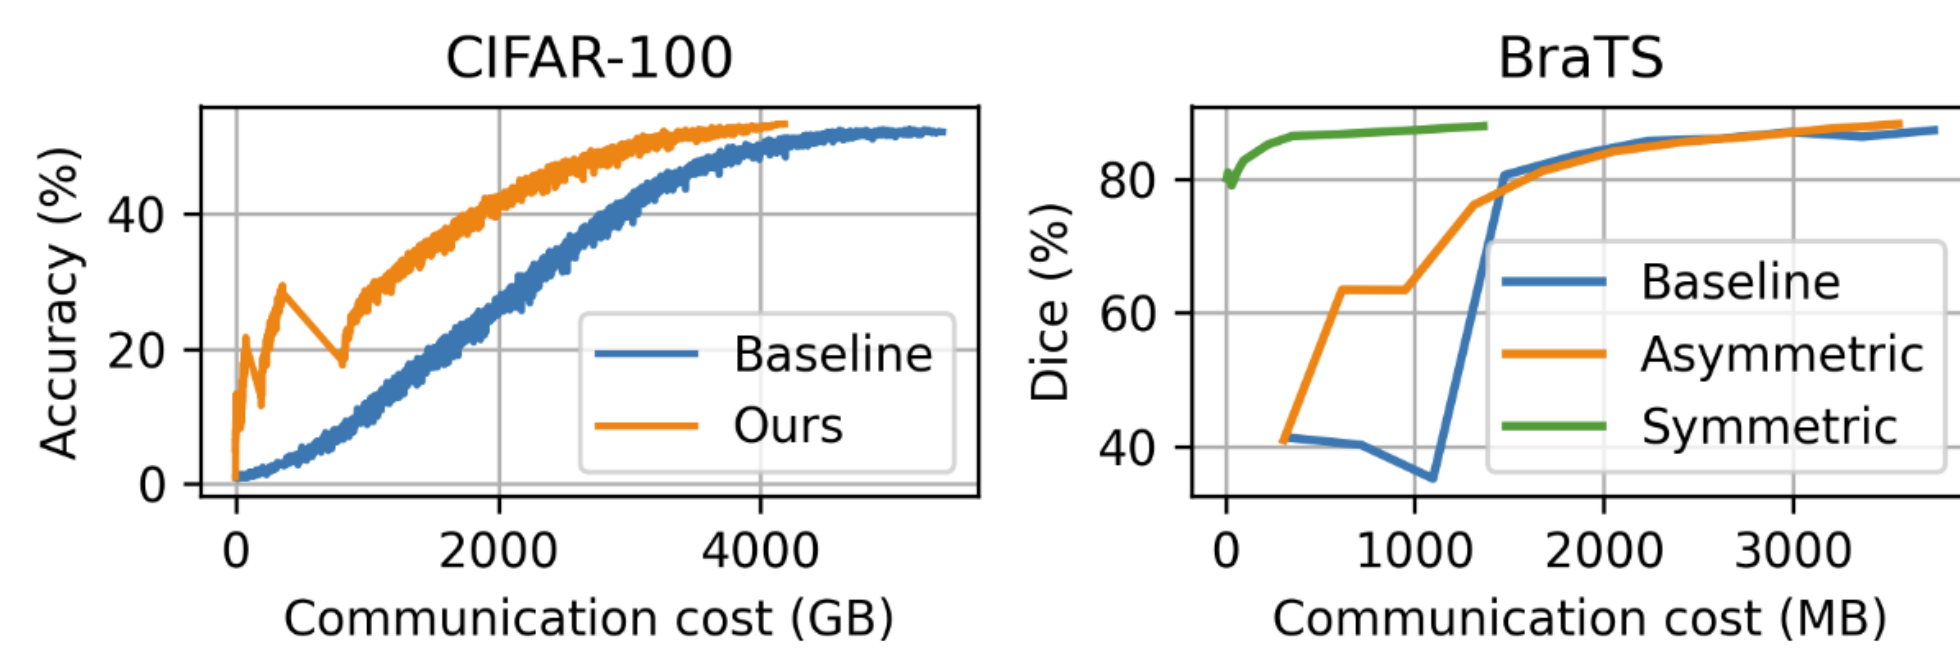 CIFAR-100
Accuracy (%)
40
20
0
0 2000 4000
Communication cost (GB)
Baseline
Ours
BraTS
Dice (%)
80
60
40
0 1000 2000 3000
Communication cost (MB)
Baseline
Asymmetric
Symmetric